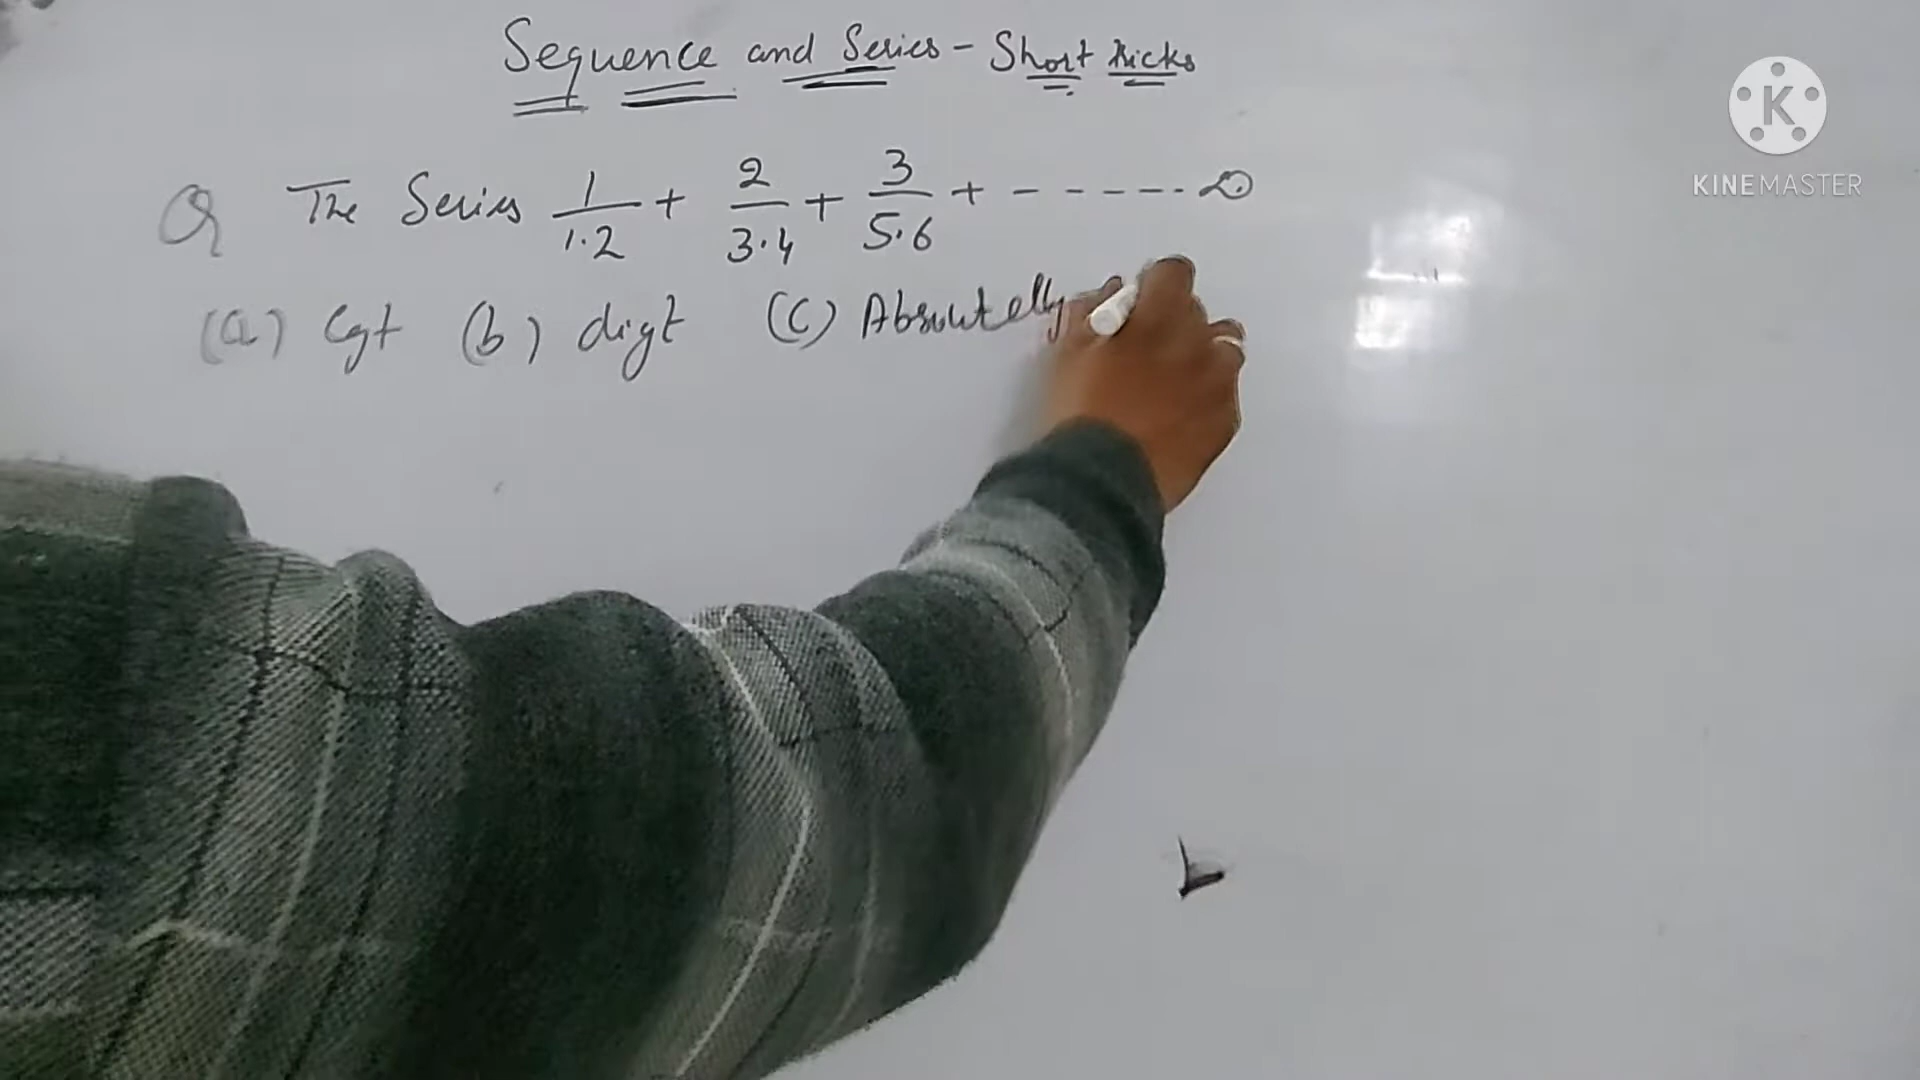 Sequence and Series - Short tricks
K
KINEMASTER
Q The Series 1/1.2 + 2/3.4 + 3/5.6 + - - - - - - ∞
(a) Cgt (b) digt (C) Absolutelly